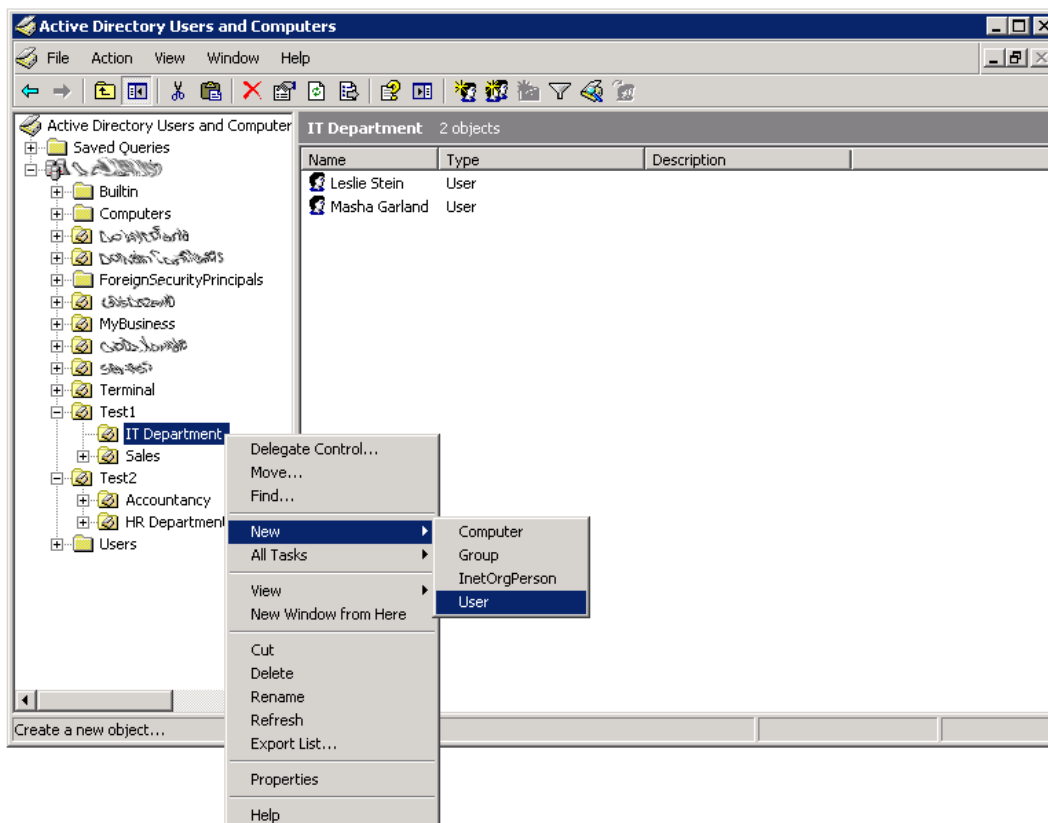 Active Directory Users and Computers
File Action View Window Help
Active Directory Users and Computer
Saved Queries
Builtin
Computers
ForeignSecurityPrincipals
MyBusiness
Terminal
Test1
IT Department
Sales
Test2
Accountancy
HR Department
Users
IT Department 2 objects
Name Type Description
Leslie Stein User
Masha Garland User
Delegate Control...
Move...
Find...
New
All Tasks
View
New Window from Here
Cut
Delete
Rename
Refresh
Export List...
Properties
Help
Computer
Group
InetOrgPerson
User
Create a new object...